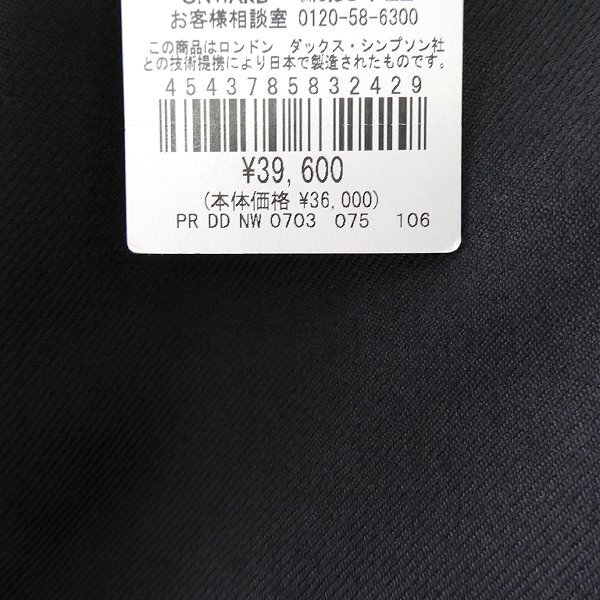 お客様相談室 0120-58-6300
この商品はロンドン ダックス・シンプソン社
との技術提携により日本で製造されたものです。
4543785832429
¥39,600
(本体価格 ¥36,000)
PR DD NW 0703 075 106